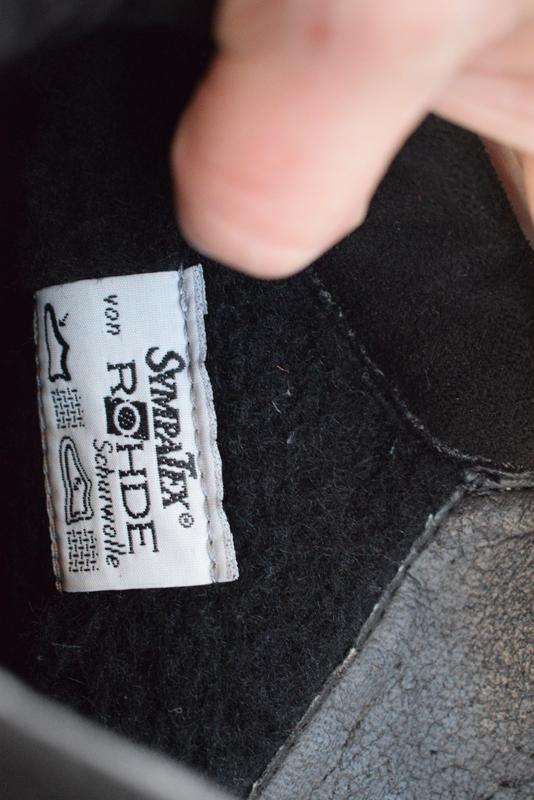 SYMPATEX®
von ROHDE
Schurwolle